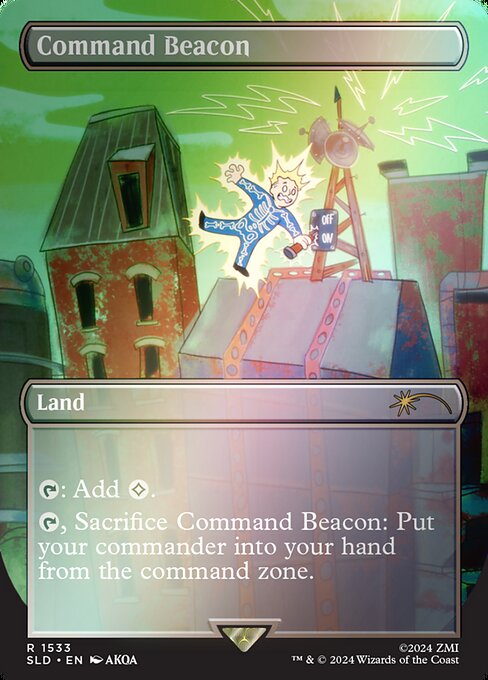 Command Beacon
OFF
ON
Land
: Add .
, Sacrifice Command Beacon: Put
your commander into your hand
from the command zone.
R 1533
SLD • EN AKQA
©2024 ZMI
™ & © 2024 Wizards of the Coast